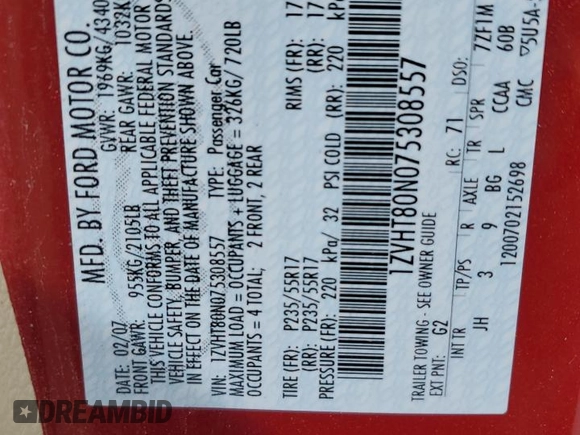 MFD. BY FORD MOTOR CO.
DATE: 02/07 GVWR: 1969KG/4340
FRONT GAWR: 955KG/2105LB REAR GAWR: 1032K
THIS VEHICLE CONFORMS TO ALL APPLICABLE FEDERAL MOTOR
VEHICLE SAFETY, BUMPER, AND THEFT PREVENTION STANDARDS
IN EFFECT ON THE DATE OF MANUFACTURE SHOWN ABOVE.
VIN: 1ZVHT80N075308557 TYPE: Passenger Car
MAXIMUM LOAD = OCCUPANTS + LUGGAGE = 326KG/ 720LB
OCCUPANTS = 4 TOTAL; 2 FRONT, 2 REAR
TIRE (FR): P235/55R17 RIMS (FR): 17
(RR): P235/55R17 (RR): 17
PRESSURE (FR): 220 kPa/ 32 PSI COLD (RR): 220 kPa
1ZVHT80N075308557
TRAILER TOWING - SEE OWNER GUIDE
EXT PNT: G2 RC: 71 DSO:
INT TR TP/PS R AXLE TR SPR 7ZF1M
JH 3 9 BG L CCAA 60B
1200702152698 CMC ▽5U5A-
DREAMBID